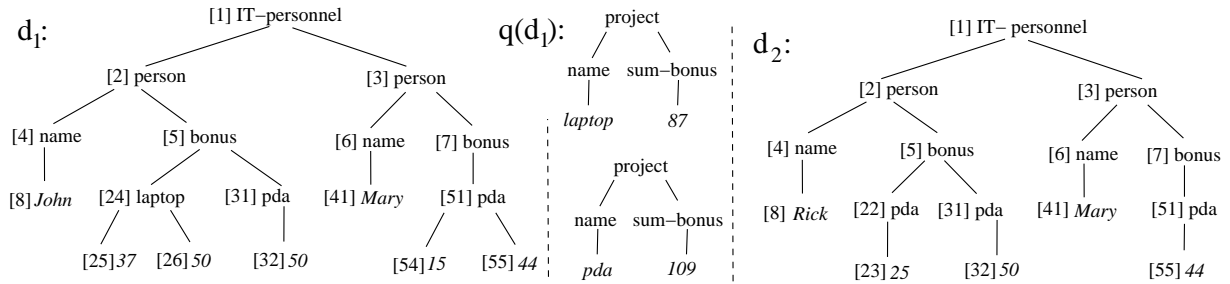 d1:
[1] IT−personnel
[2] person
[3] person
[4] name
[5] bonus
[6] name
[7] bonus
[8] John
[24] laptop
[31] pda
[41] Mary
[51] pda
[25] 37
[26] 50
[32] 50
[54] 15
[55] 44
q(d1):
project
name
sum−bonus
laptop
87
project
name
sum−bonus
pda
109
d2:
[1] IT− personnel
[2] person
[3] person
[4] name
[5] bonus
[6] name
[7] bonus
[8] Rick
[22] pda
[31] pda
[41] Mary
[51] pda
[23] 25
[32] 50
[55] 44